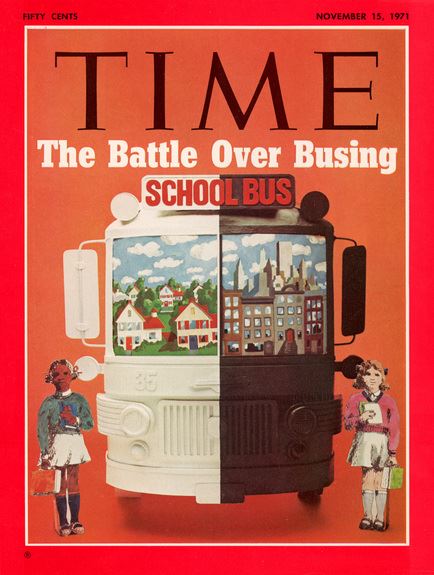 FIFTY CENTS
NOVEMBER 15, 1971
TIME
The Battle Over Busing
SCHOOL BUS
35
®